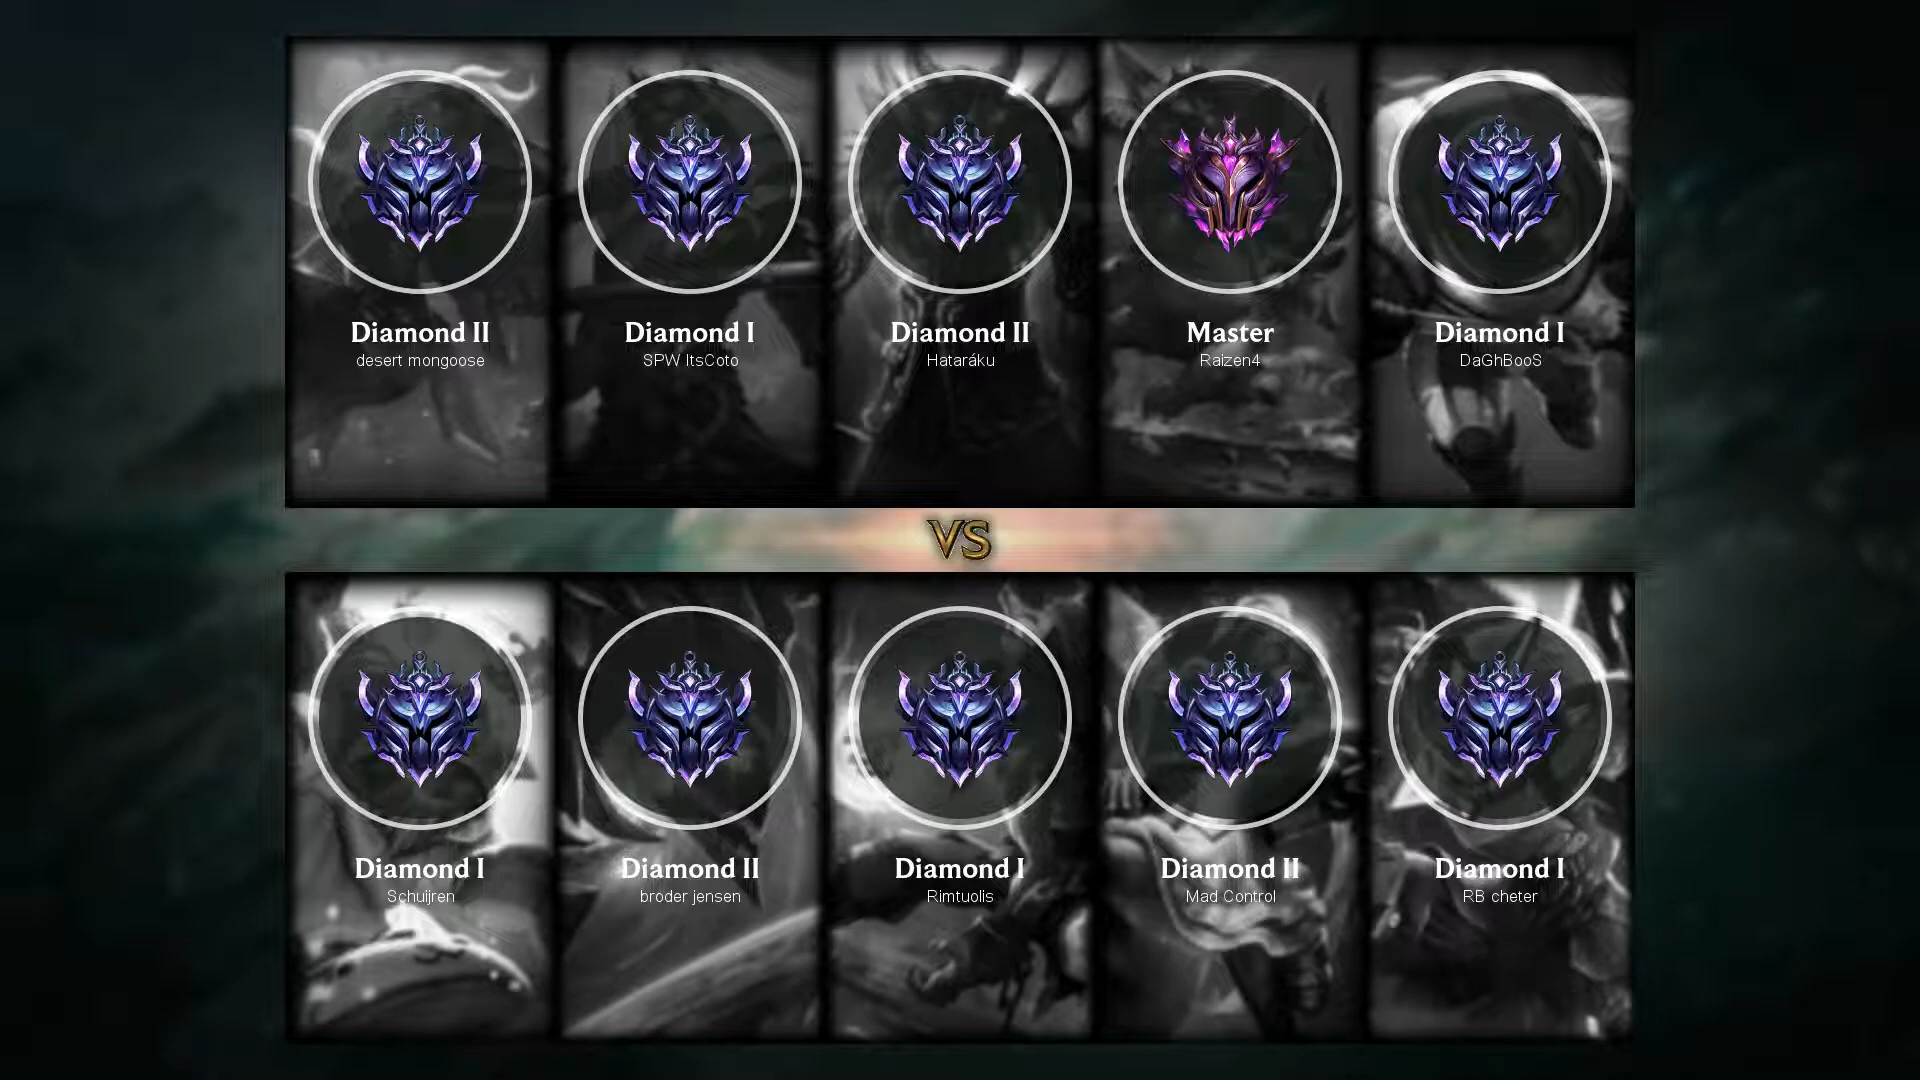 Diamond II
desert mongoose
Diamond I
SPW ItsCoto
Diamond II
Hataráku
Master
Raizen4
Diamond I
DaGhBooS
VS
Diamond I
Schuijren
Diamond II
broder jensen
Diamond I
Rimtuolis
Diamond II
Mad Control
Diamond I
RB cheter